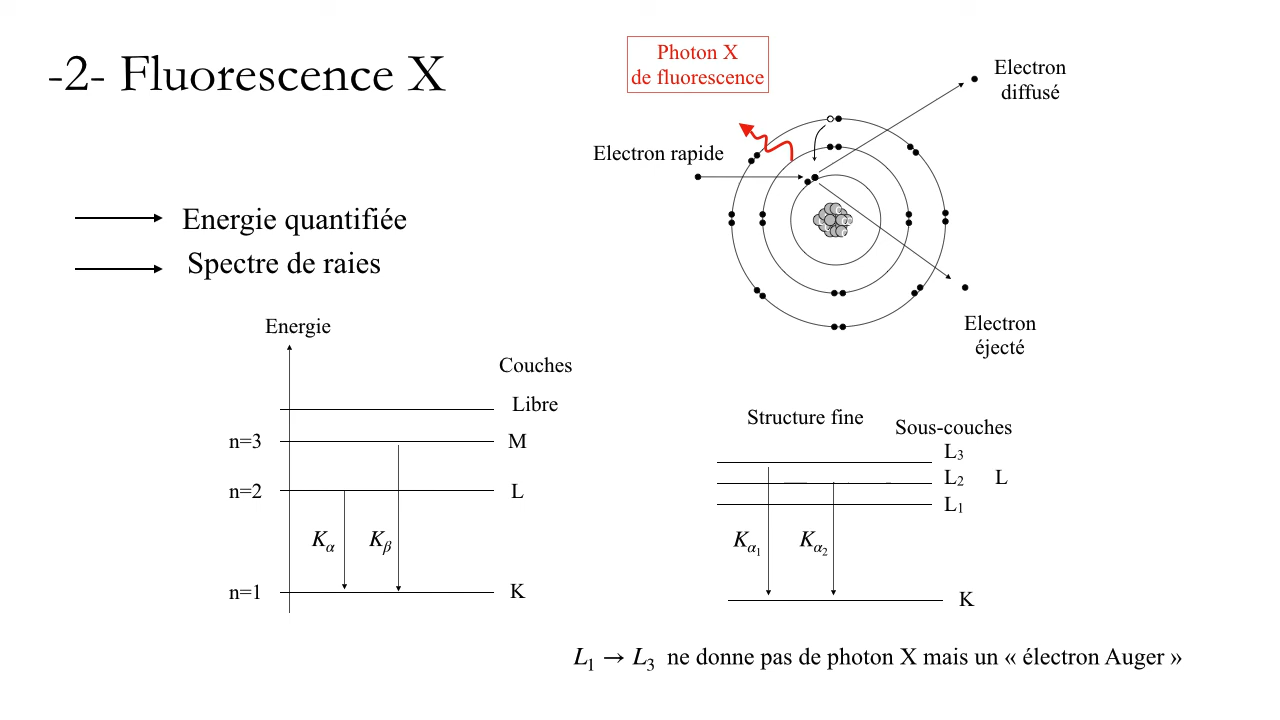 -2- Fluorescence X
Photon X
de fluorescence
Electron
diffusé
Electron rapide
Energie quantifiée
Spectre de raies
Electron
éjecté
Energie
Couches
Libre
n=3 M
n=2 L
Kα Kβ
n=1 K
Structure fine
Sous-couches
L₃
L₂ L
L₁
Kα₁ Kα₂
K
L₁ → L₃ ne donne pas de photon X mais un « électron Auger »